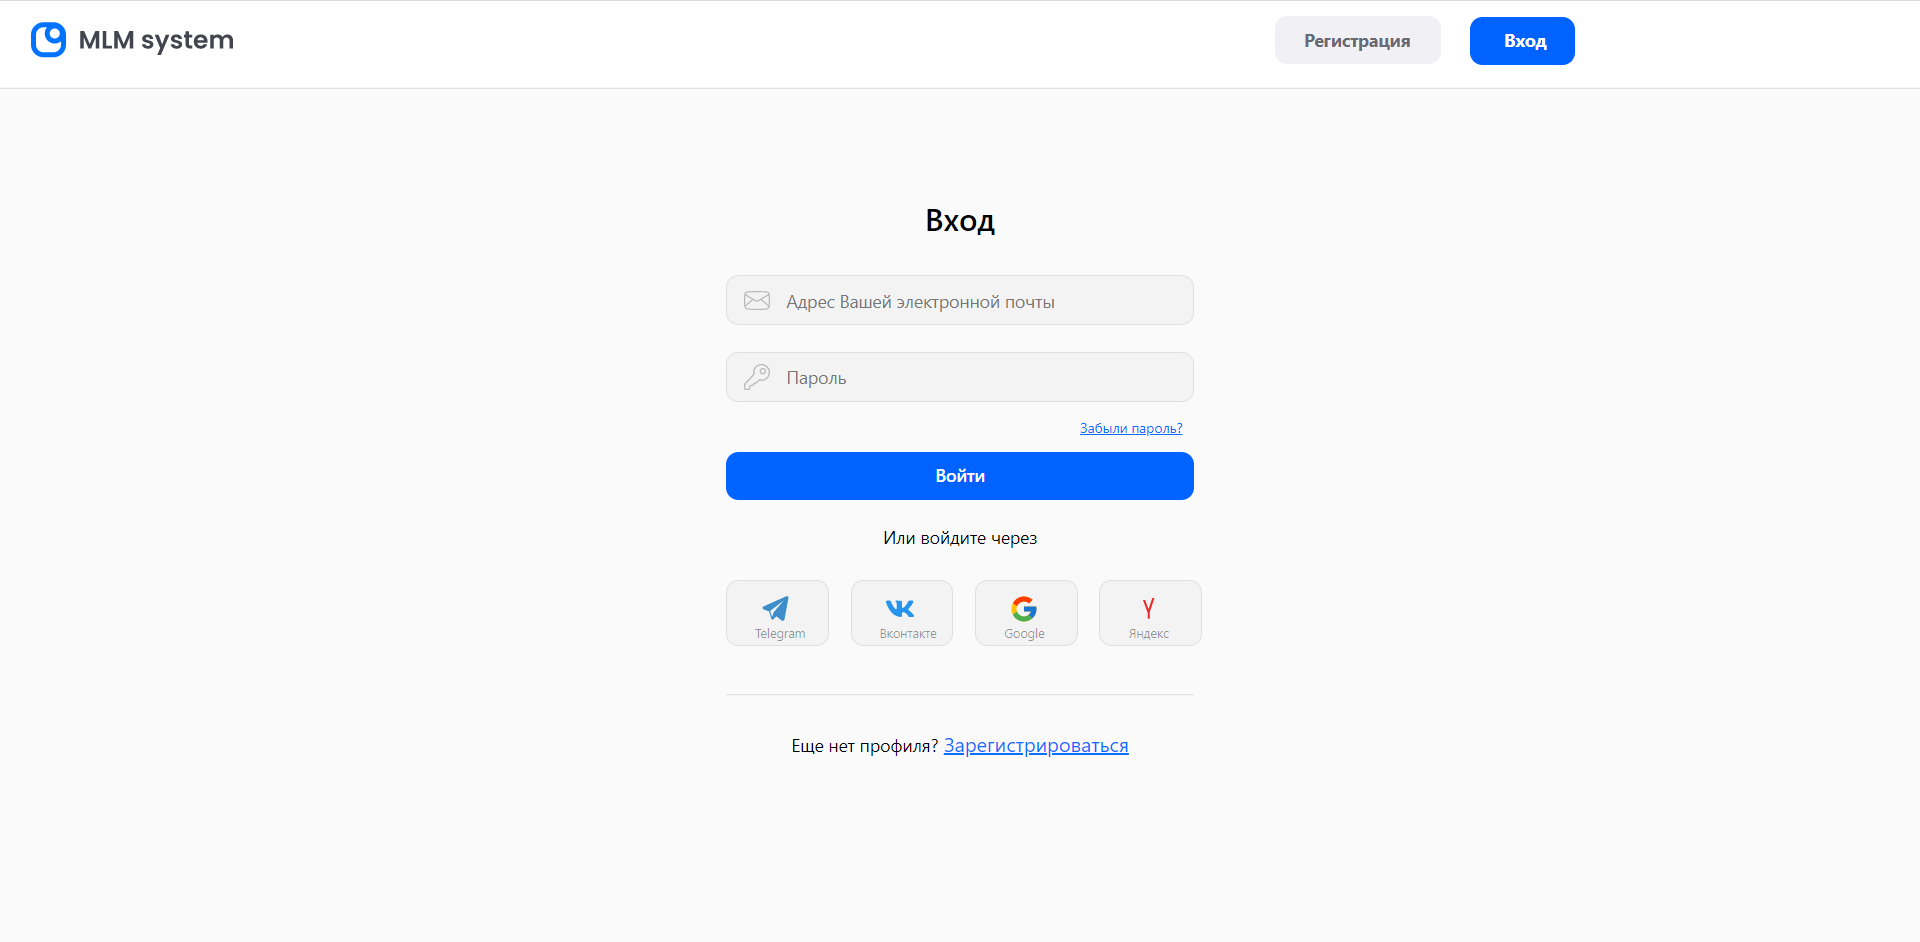 MLM system
Регистрация
Вход
Вход
Адрес Вашей электронной почты
Пароль
Забыли пароль?
Войти
Или войдите через
Telegram
Вконтакте
Google
Яндекс
Еще нет профиля? Зарегистрироваться